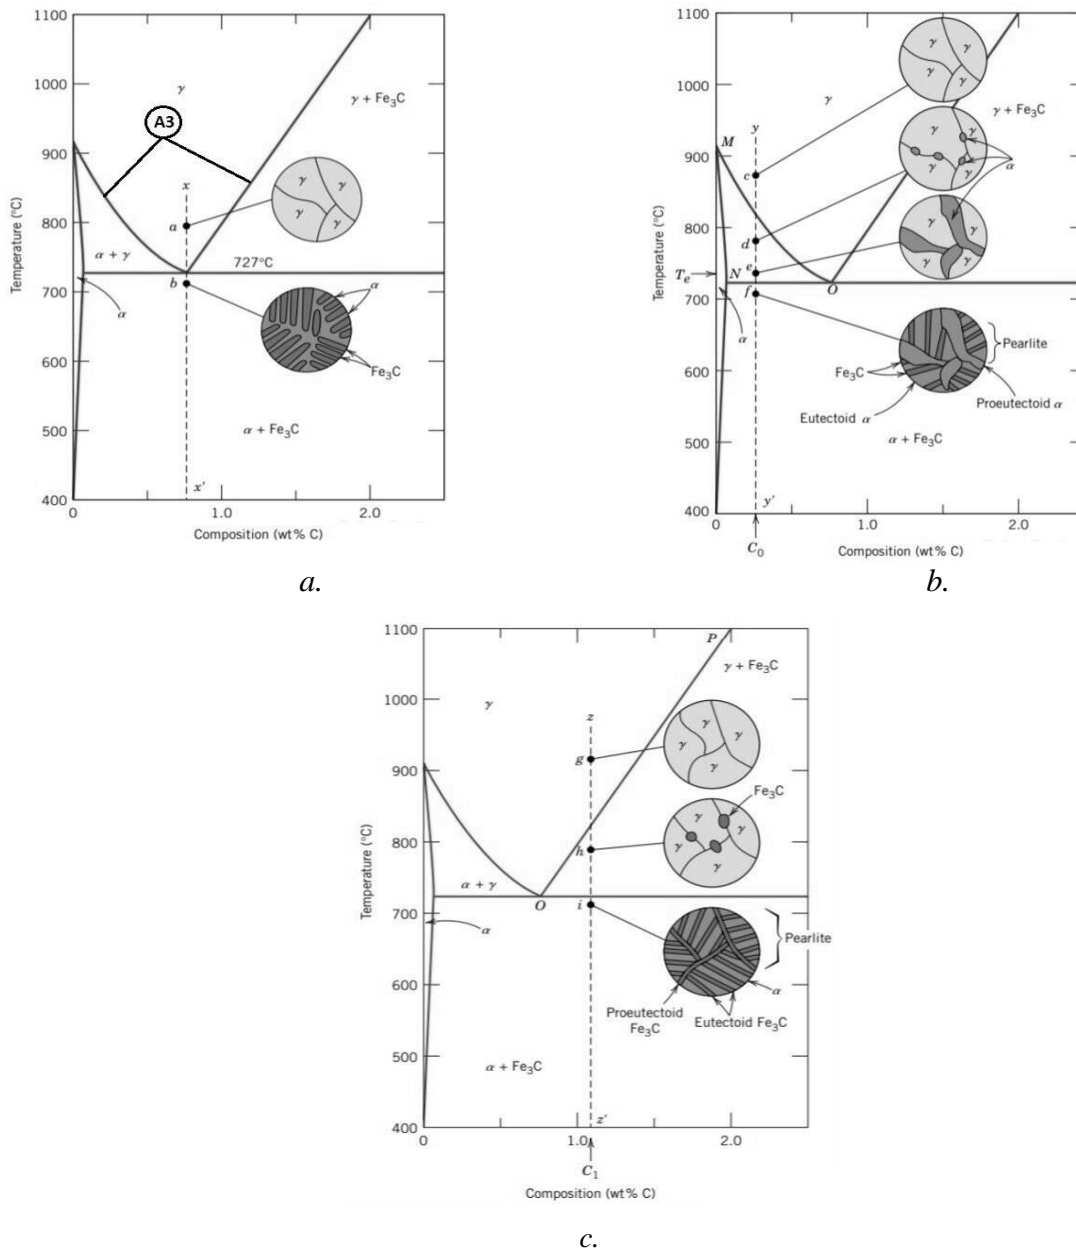 1100
1000
900
800
700
600
500
400
Temperature (°C)
γ
A3
γ + Fe₃C
x
a
γ
γ
γ
γ
α + γ
727°C
b
α
α
Fe₃C
α + Fe₃C
x′
0
1.0
2.0
Composition (wt% C)
a.
1100
1000
900
800
700
600
500
400
Temperature (°C)
Tₑ
γ
γ
γ
γ
γ
γ + Fe₃C
y
M
c
γ
γ
γ
γ
α
d
γ
γ
γ
e
N
f
O
α
Pearlite
Fe₃C
Eutectoid α
Proeutectoid α
α + Fe₃C
y′
0
1.0
2.0
C₀
Composition (wt% C)
b.
1100
1000
900
800
700
600
500
400
Temperature (°C)
P
γ + Fe₃C
γ
z
g
γ
γ
γ
γ
Fe₃C
h
γ
γ
γ
γ
α + γ
O
i
α
Pearlite
α
Proeutectoid
Fe₃C
Eutectoid Fe₃C
α + Fe₃C
z′
0
1.0
2.0
C₁
Composition (wt% C)
c.